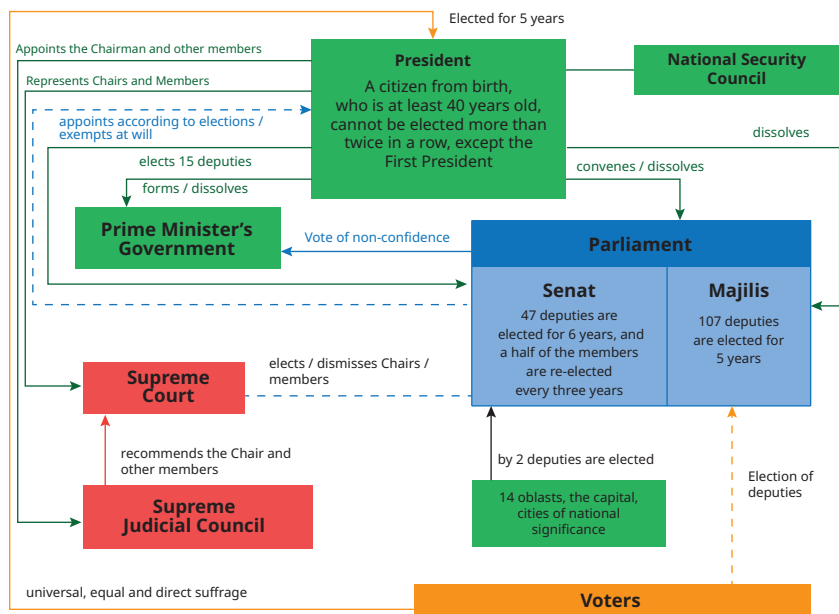 Elected for 5 years
Appoints the Chairman and other members
President
A citizen from birth,
who is at least 40 years old,
cannot be elected more than
twice in a row, except the
First President
National Security
Council
Represents Chairs and Members
appoints according to elections /
exempts at will
dissolves
elects 15 deputies
convenes / dissolves
forms / dissolves
Prime Minister’s
Government
Vote of non-confidence
Parliament
Senat
47 deputies are
elected for 6 years, and
a half of the members
are re-elected
every three years
Majilis
107 deputies
are elected for
5 years
Supreme
Court
elects / dismisses Chairs /
members
recommends the Chair and
other members
by 2 deputies are elected
Election of
deputies
Supreme
Judicial Council
14 oblasts, the capital,
cities of national
significance
universal, equal and direct suffrage
Voters